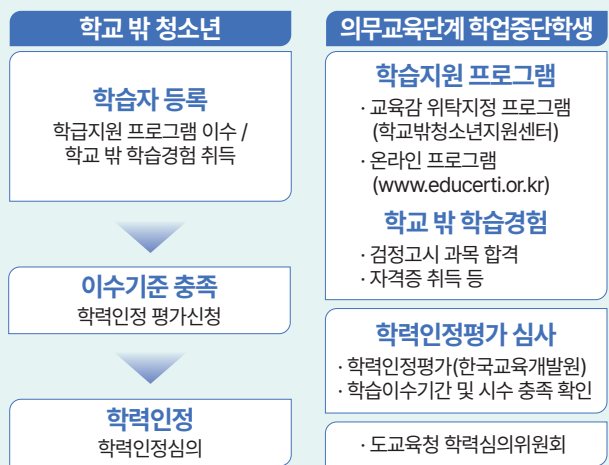 학교 밖 청소년
학습자 등록
학급지원 프로그램 이수 /
학교 밖 학습경험 취득
이수기준 충족
학력인정 평가신청
학력인정
학력인정심의
의무교육단계 학업중단학생
학습지원 프로그램
· 교육감 위탁지정 프로그램
(학교밖청소년지원센터)
· 온라인 프로그램
(www.educerti.or.kr)
학교 밖 학습경험
· 검정고시 과목 합격
· 자격증 취득 등
학력인정평가 심사
· 학력인정평가(한국교육개발원)
· 학습이수기간 및 시수 충족 확인
· 도교육청 학력심의위원회